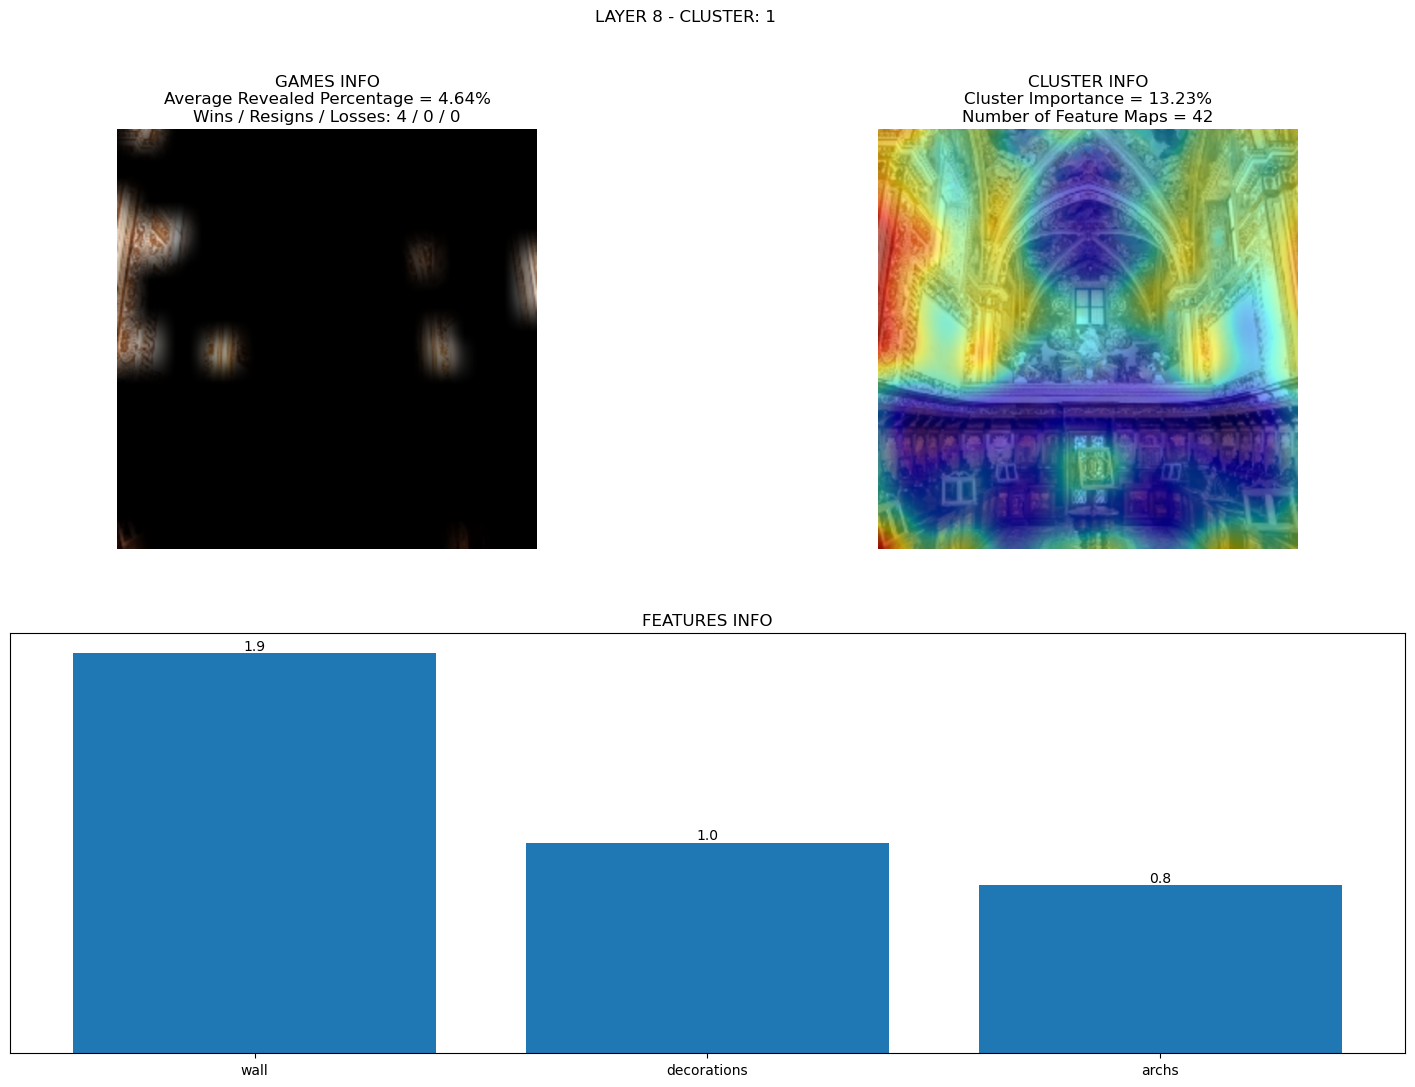 LAYER 8 - CLUSTER: 1
GAMES INFO
Average Revealed Percentage = 4.64%
Wins / Resigns / Losses: 4 / 0 / 0
CLUSTER INFO
Cluster Importance = 13.23%
Number of Feature Maps = 42
FEATURES INFO
1.9
1.0
0.8
wall
decorations
archs